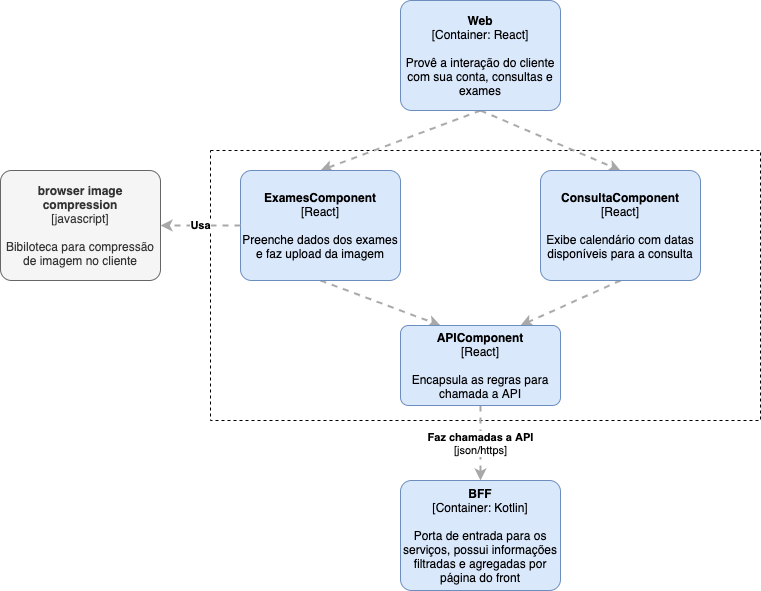 Web
[Container: React]
Provê a interação do cliente
com sua conta, consultas e
exames
browser image
compression
[javascript]
Bibiloteca para compressão
de imagem no cliente
Usa
ExamesComponent
[React]
Preenche dados dos exames
e faz upload da imagem
ConsultaComponent
[React]
Exibe calendário com datas
disponíveis para a consulta
APIComponent
[React]
Encapsula as regras para
chamada a API
Faz chamadas a API
[json/https]
BFF
[Container: Kotlin]
Porta de entrada para os
serviços, possui informações
filtradas e agregadas por
página do front